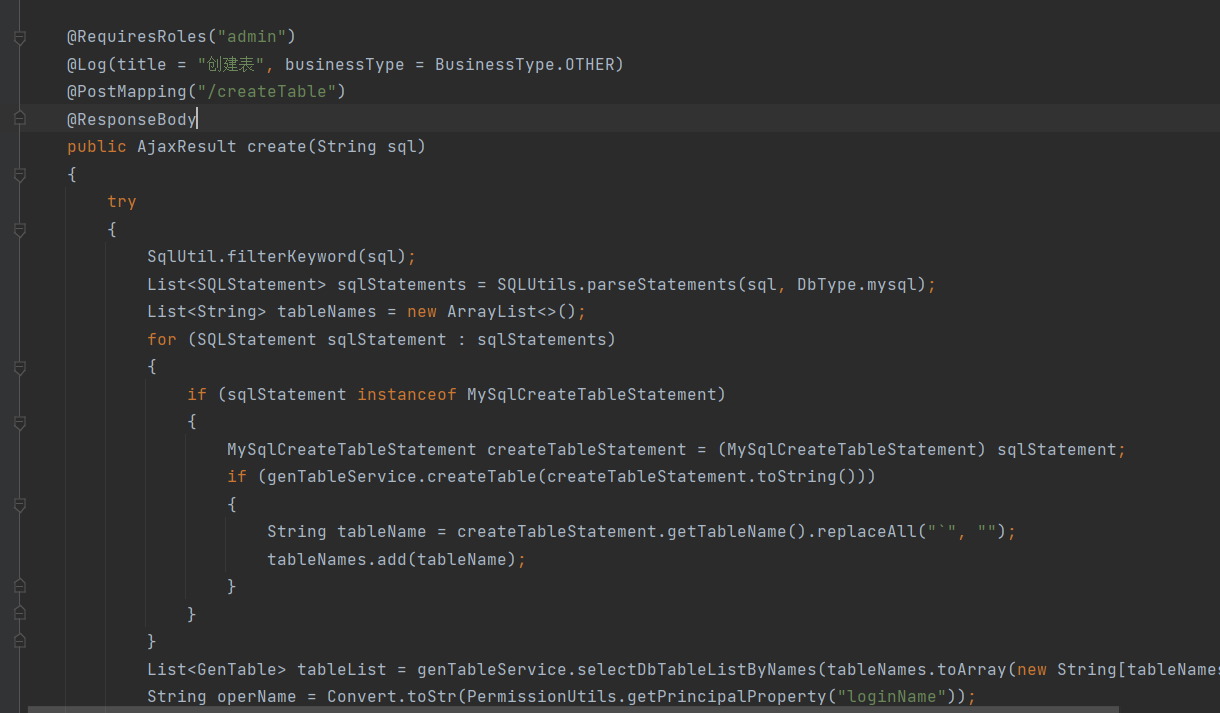 @RequiresRoles("admin")
@Log(title = "创建表", businessType = BusinessType.OTHER)
@PostMapping("/createTable")
@ResponseBody
public AjaxResult create(String sql)
{
try
{
SqlUtil.filterKeyword(sql);
List<SQLStatement> sqlStatements = SQLUtils.parseStatements(sql, DbType.mysql);
List<String> tableNames = new ArrayList<>();
for (SQLStatement sqlStatement : sqlStatements)
{
if (sqlStatement instanceof MySqlCreateTableStatement)
{
MySqlCreateTableStatement createTableStatement = (MySqlCreateTableStatement) sqlStatement;
if (genTableService.createTable(createTableStatement.toString()))
{
String tableName = createTableStatement.getTableName().replaceAll("`", "");
tableNames.add(tableName);
}
}
}
List<GenTable> tableList = genTableService.selectDbTableListByNames(tableNames.toArray(new String[tableNames
String operName = Convert.toStr(PermissionUtils.getPrincipalProperty("loginName"));